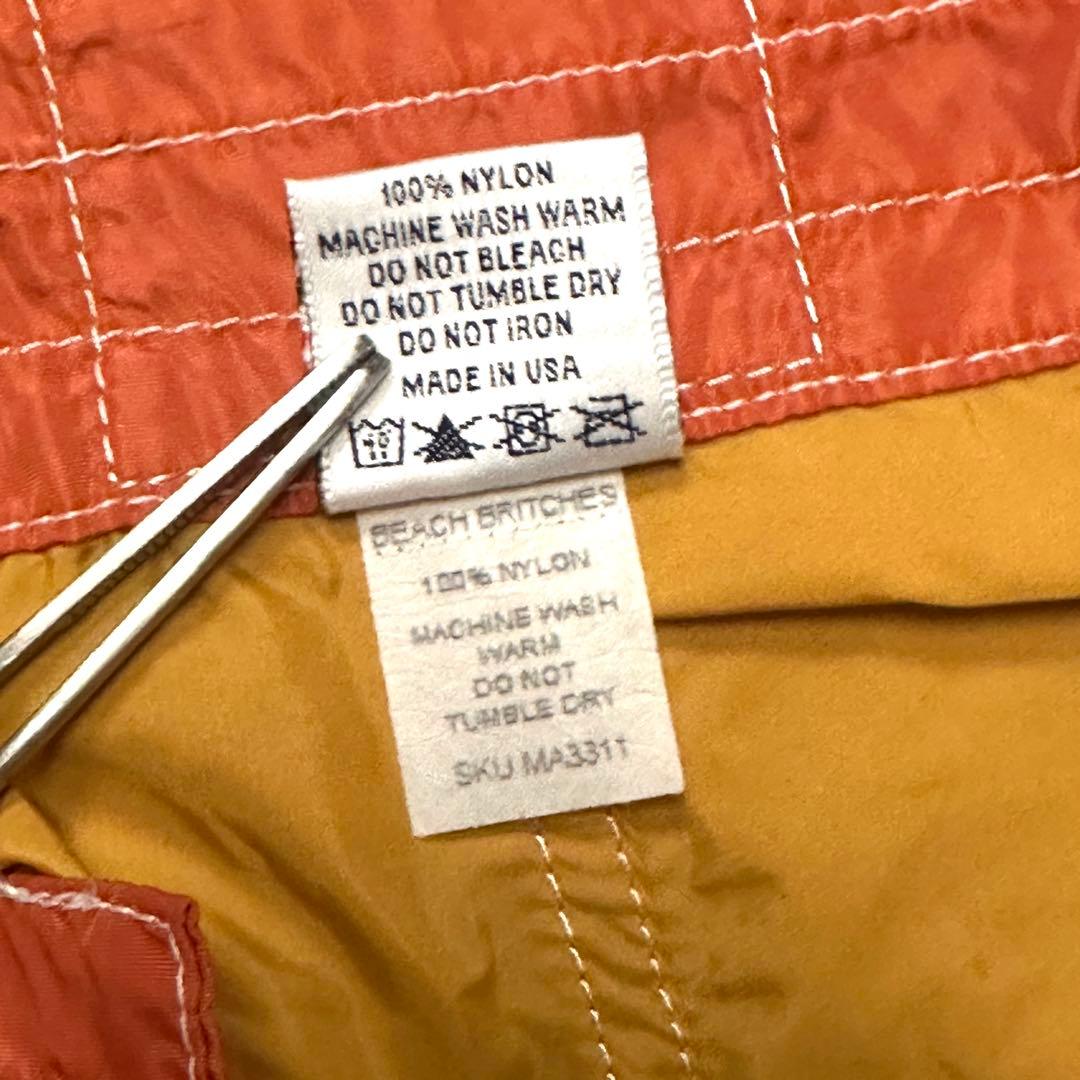 100% NYLON
MACHINE WASH WARM
DO NOT BLEACH
DO NOT TUMBLE DRY
DO NOT IRON
MADE IN USA
40
BEACH BRITCHES
100% NYLON
MACHINE WASH
WARM
DO NOT
TUMBLE DRY
SKU MA3311